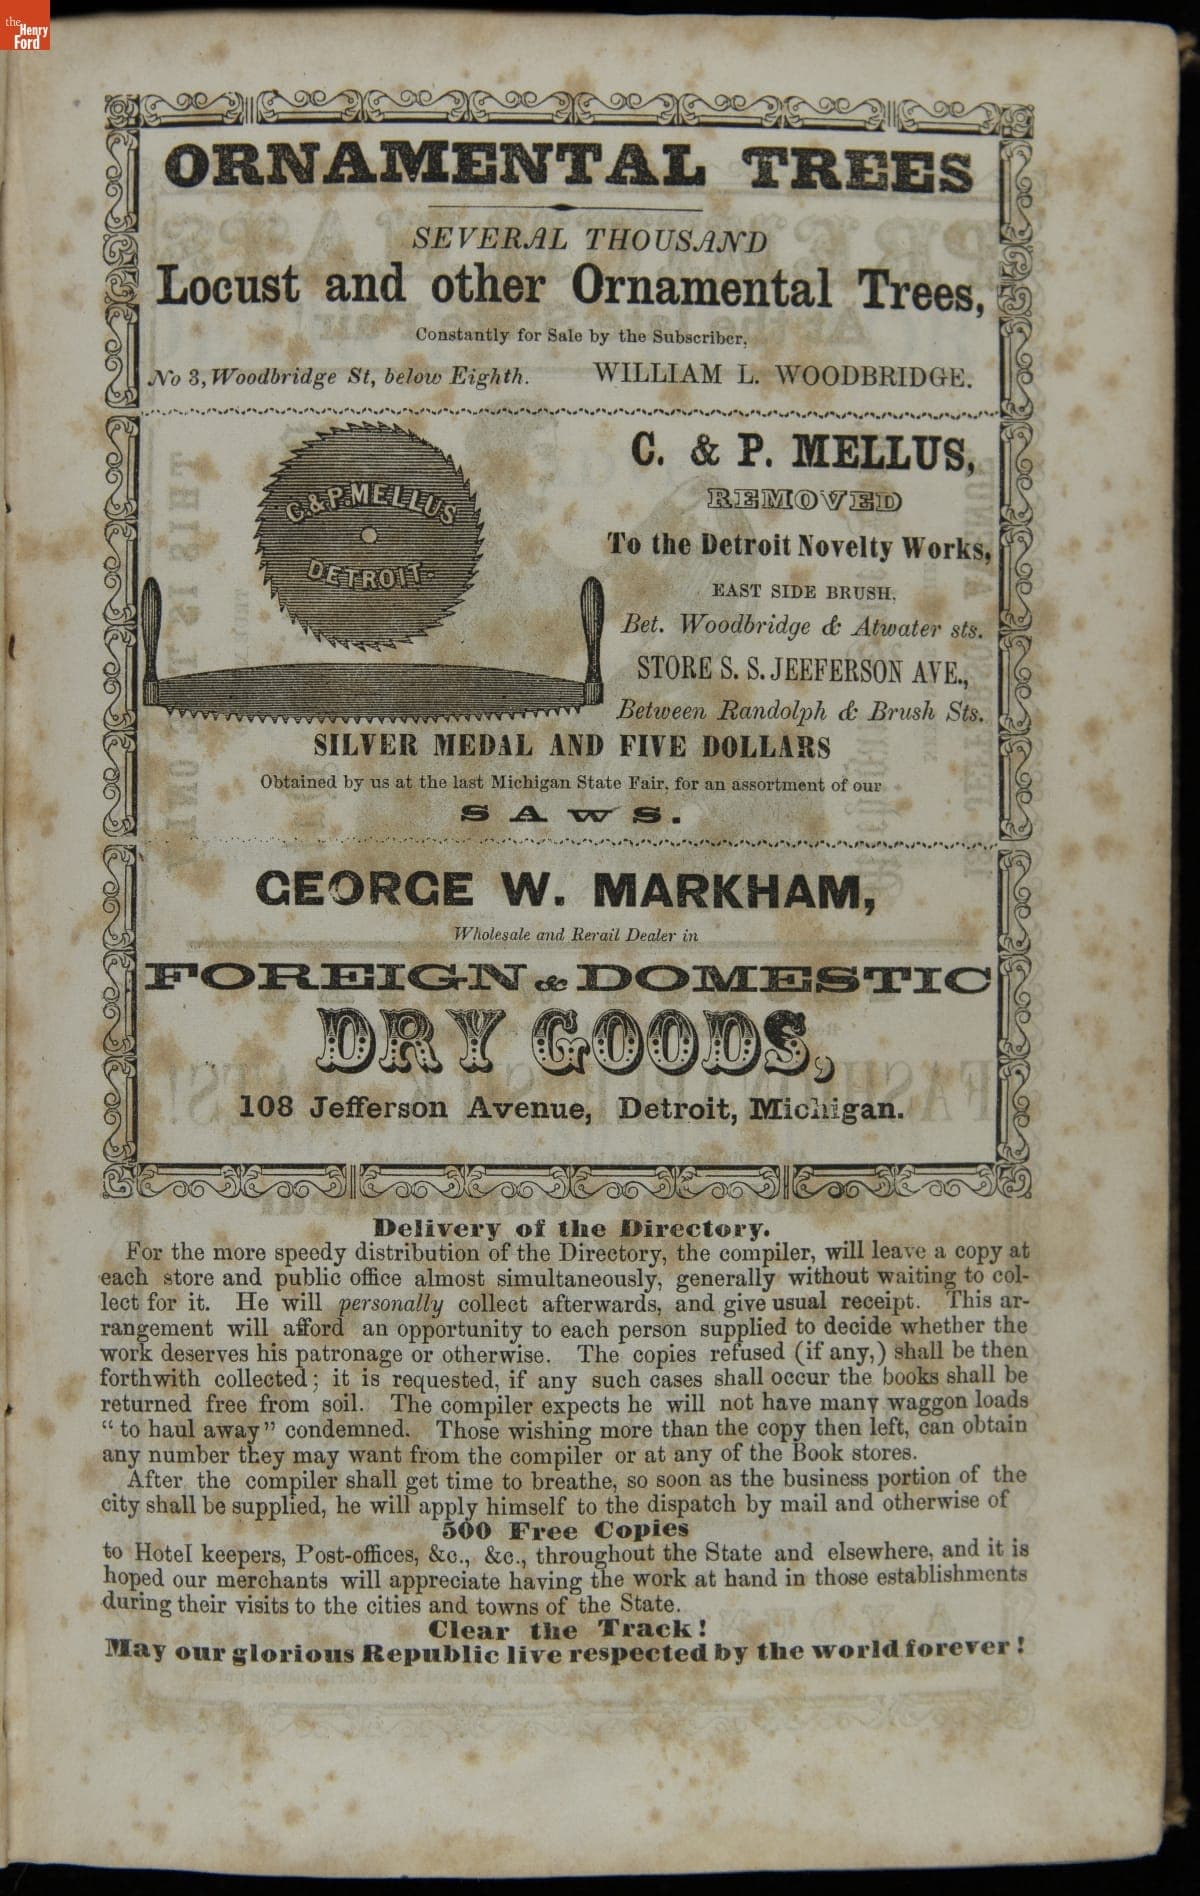 the
Henry
Ford
ORNAMENTAL TREES
SEVERAL THOUSAND
Locust and other Ornamental Trees,
Constantly for Sale by the Subscriber,
No 3, Woodbridge St, below Eighth. WILLIAM L. WOODBRIDGE.
C. & P. MELLUS
DETROIT.
C. & P. MELLUS,
REMOVED
To the Detroit Novelty Works,
EAST SIDE BRUSH,
Bet. Woodbridge & Atwater sts.
STORE S. S. JEEFERSON AVE.,
Between Randolph & Brush Sts.
SILVER MEDAL AND FIVE DOLLARS
Obtained by us at the last Michigan State Fair, for an assortment of our
SAWS.
GEORGE W. MARKHAM,
Wholesale and Rerail Dealer in
FOREIGN & DOMESTIC
DRY GOODS,
108 Jefferson Avenue, Detroit, Michigan.
Delivery of the Directory.
For the more speedy distribution of the Directory, the compiler, will leave a copy at
each store and public office almost simultaneously, generally without waiting to col-
lect for it. He will personally collect afterwards, and give usual receipt. This ar-
rangement will afford an opportunity to each person supplied to decide whether the
work deserves his patronage or otherwise. The copies refused (if any,) shall be then
forthwith collected; it is requested, if any such cases shall occur the books shall be
returned free from soil. The compiler expects he will not have many waggon loads
"to haul away" condemned. Those wishing more than the copy then left, can obtain
any number they may want from the compiler or at any of the Book stores.
After the compiler shall get time to breathe, so soon as the business portion of the
city shall be supplied, he will apply himself to the dispatch by mail and otherwise of
500 Free Copies
to Hotel keepers, Post-offices, &c., &c., throughout the State and elsewhere, and it is
hoped our merchants will appreciate having the work at hand in those establishments
during their visits to the cities and towns of the State.
Clear the Track!
May our glorious Republic live respected by the world forever!